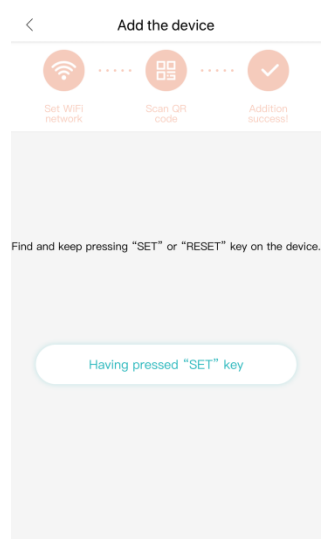 Add the device
Set WiFi
network
Scan QR
code
Addition
success!
Find and keep pressing “SET” or “RESET” key on the device.
Having pressed “SET” key